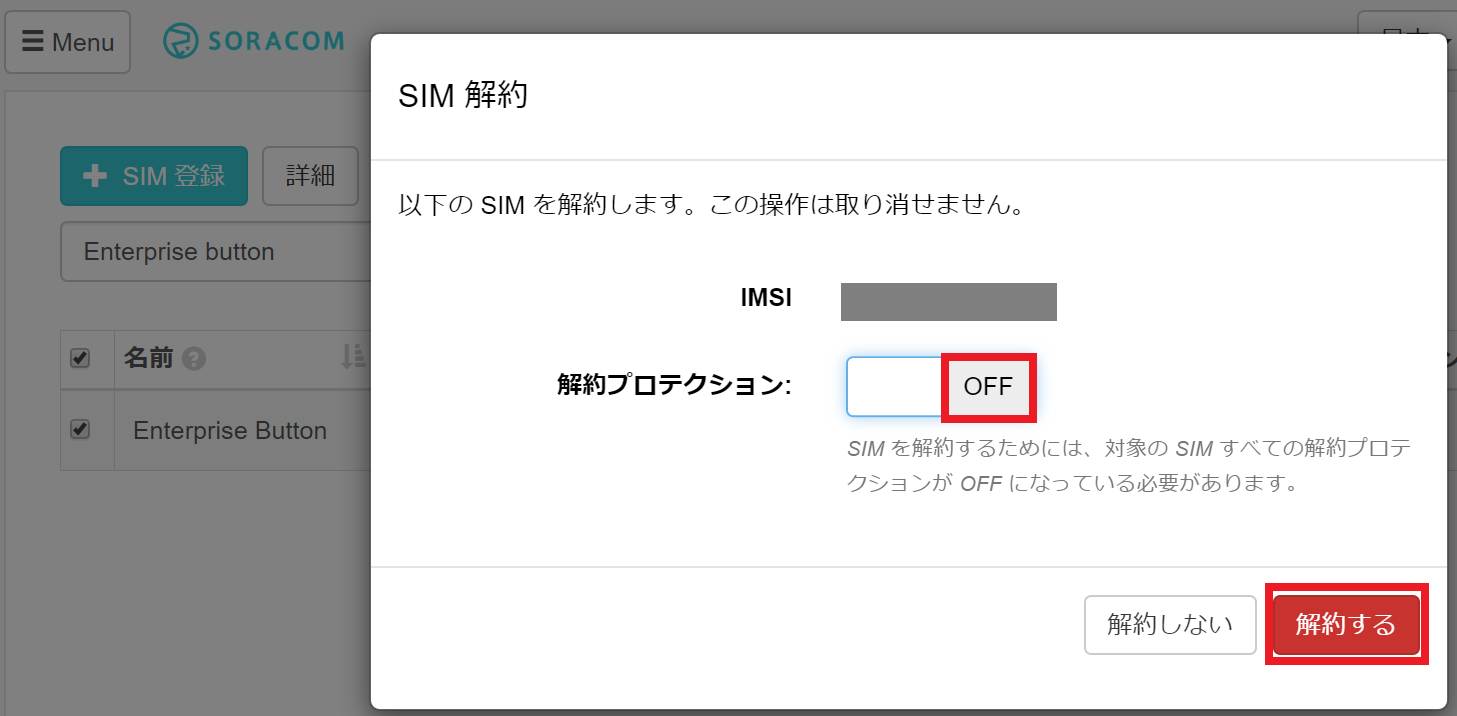 Menu
SORACOM
SIM 登録
詳細
Enterprise button
名前
Enterprise Button
SIM 解約
以下の SIM を解約します。この操作は取り消せません。
IMSI
解約プロテクション:
OFF
SIM を解約するためには、対象の SIM すべての解約プロテ
クションが OFF になっている必要があります。
解約しない
解約する